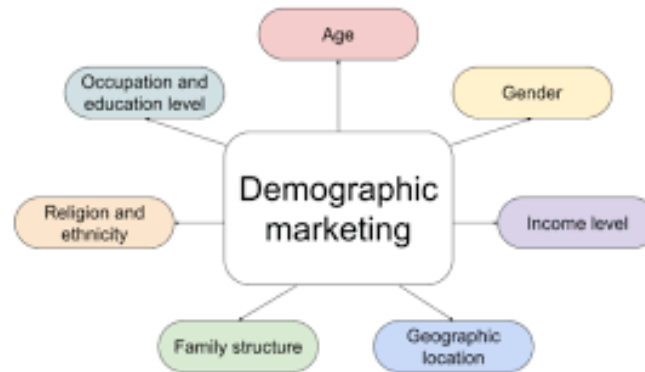 Age
Occupation and
education level
Gender
Demographic
marketing
Religion and
ethnicity
Income level
Family structure
Geographic
location